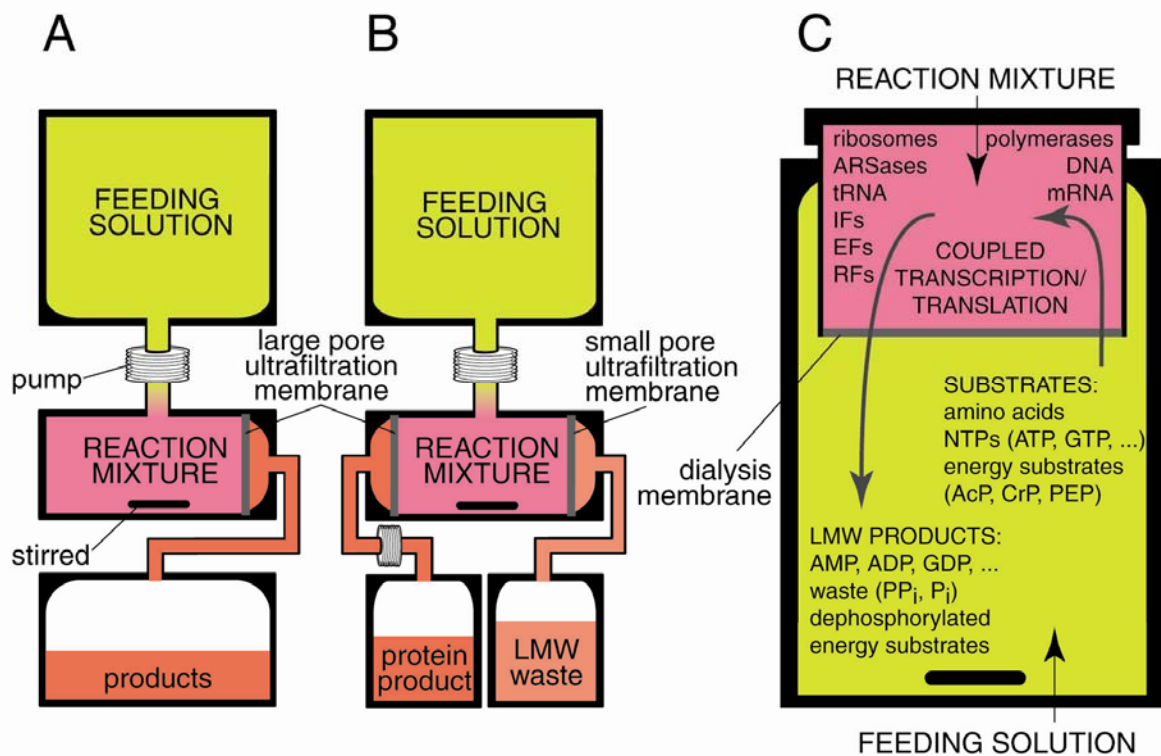 A
B
C
FEEDING
SOLUTION
FEEDING
SOLUTION
pump
large pore
ultrafiltration
membrane
small pore
ultrafiltration
membrane
REACTION
MIXTURE
REACTION
MIXTURE
stirred
products
protein
product
LMW
waste
REACTION MIXTURE
ribosomes
ARSases
tRNA
IFs
EFs
RFs
polymerases
DNA
mRNA
COUPLED
TRANSCRIPTION/
TRANSLATION
dialysis
membrane
SUBSTRATES:
amino acids
NTPs (ATP, GTP, ...)
energy substrates
(AcP, CrP, PEP)
LMW PRODUCTS:
AMP, ADP, GDP, ...
waste (PPi, Pi)
dephosphorylated
energy substrates
FEEDING SOLUTION